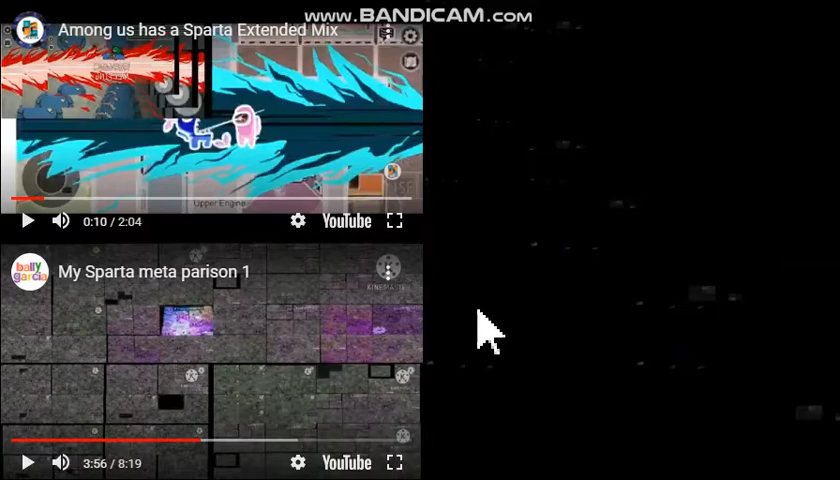 www.BANDICAM.com
Among us has a Sparta Extended Mix
Upper Engine
0:10 / 2:04
YouTube
bally garcia
My Sparta meta parison 1
3:56 / 8:19
YouTube